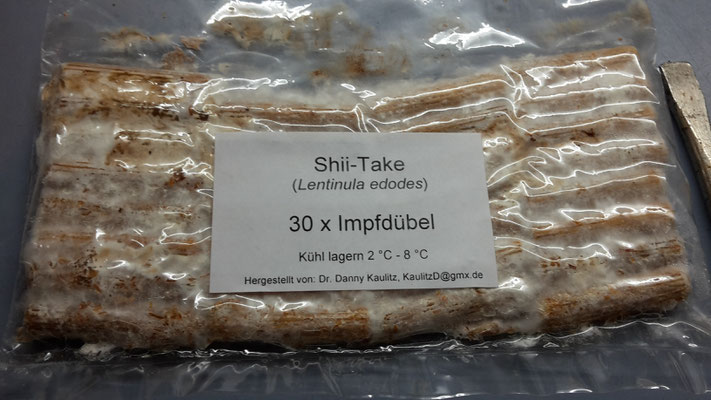 Shii-Take
(Lentinula edodes)
30 x Impfdübel
Kühl lagern 2 °C - 8 °C
Hergestellt von: Dr. Danny Kaulitz, KaulitzD@gmx.de